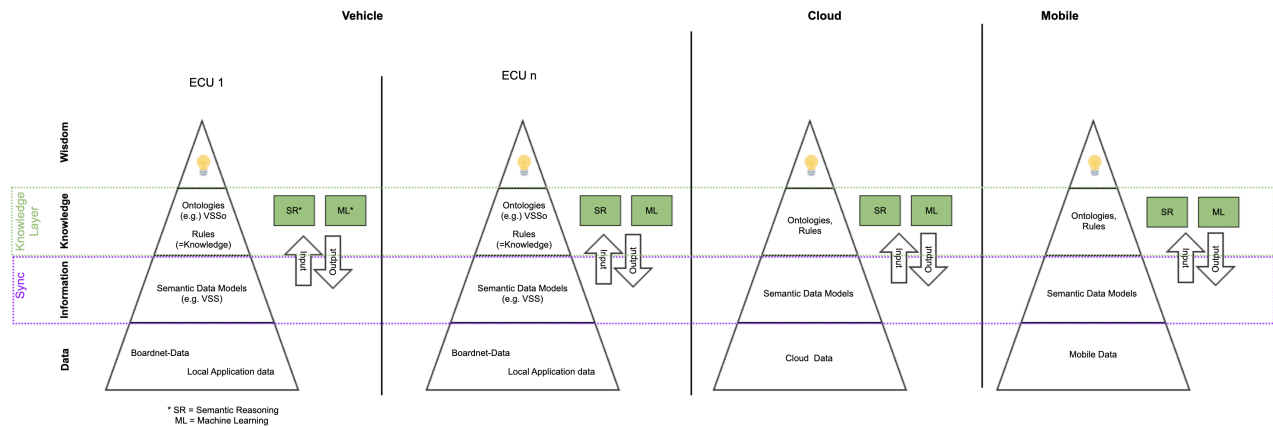 Vehicle
Cloud
Mobile
ECU 1
ECU n
Wisdom
Knowledge Layer
Knowledge
Ontologies
(e.g.) VSSo
Rules
(=Knowledge)
SR*
ML*
Input
Output
Ontologies
(e.g.) VSSo
Rules
(=Knowledge)
SR
ML
Input
Output
Ontologies,
Rules
SR
ML
Input
Output
Ontologies,
Rules
SR
ML
Input
Output
Sync
Information
Semantic Data Models
(e.g. VSS)
Semantic Data Models
(e.g. VSS)
Semantic Data Models
Semantic Data Models
Data
Boardnet-Data
Local Application data
Boardnet-Data
Local Application data
Cloud Data
Mobile Data
* SR = Semantic Reasoning
ML = Machine Learning